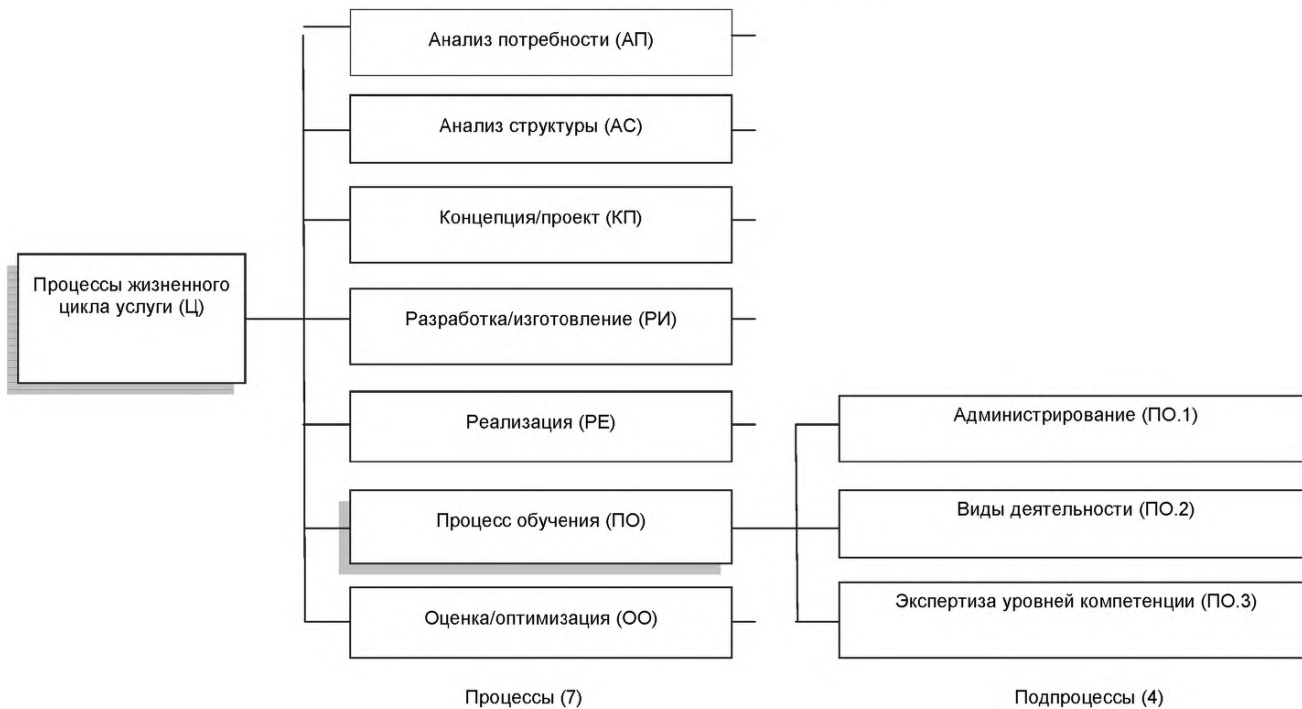 Анализ потребности (АП)
Анализ структуры (АС)
Концепция/проект (КП)
Процессы жизненного
цикла услуги (Ц)
Разработка/изготовление (РИ)
Реализация (РЕ)
Администрирование (ПО.1)
Процесс обучения (ПО)
Виды деятельности (ПО.2)
Оценка/оптимизация (ОО)
Экспертиза уровней компетенции (ПО.3)
Процессы (7)
Подпроцессы (4)